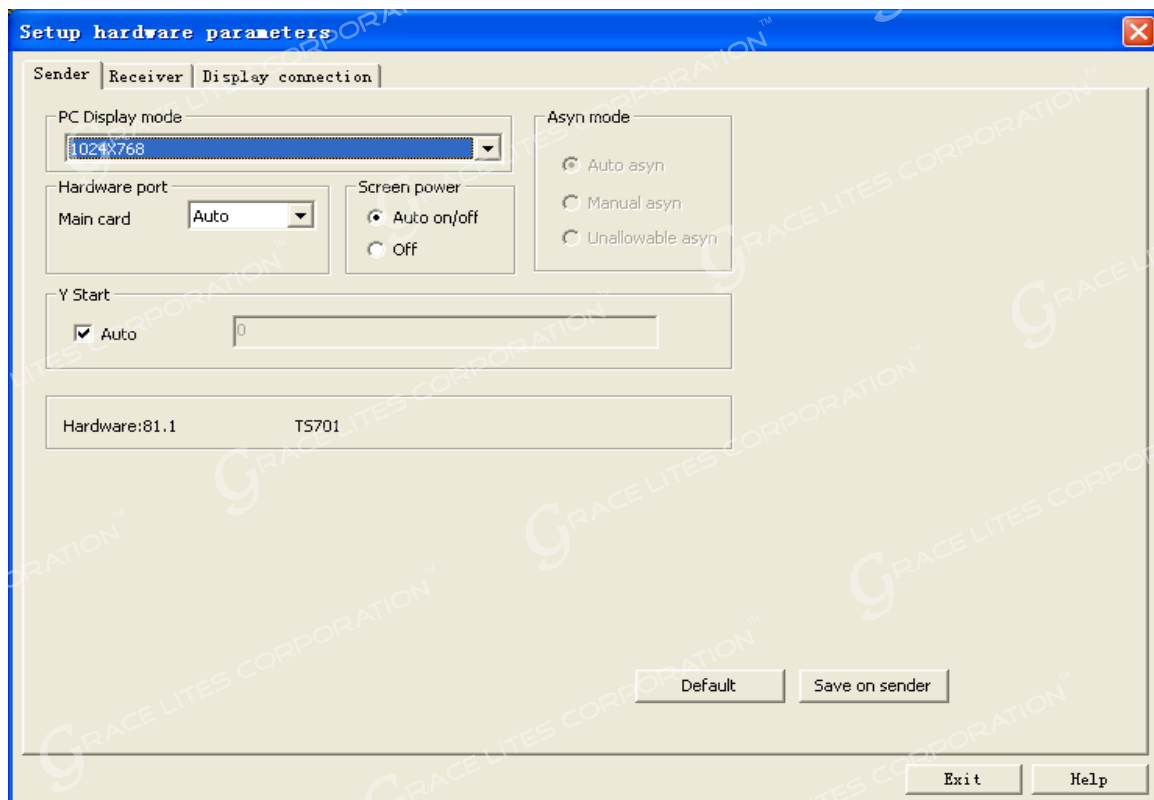 Setup hardware parameters
Sender Receiver Display connection
PC Display mode
1024X768
Asyn mode
Auto asyn
Manual asyn
Unallowable asyn
Hardware port
Main card Auto
Screen power
Auto on/off
Off
Y Start
Auto 0
Hardware:81.1 TS701
Default Save on sender
Exit Help
GRACE LITES CORPORATION™